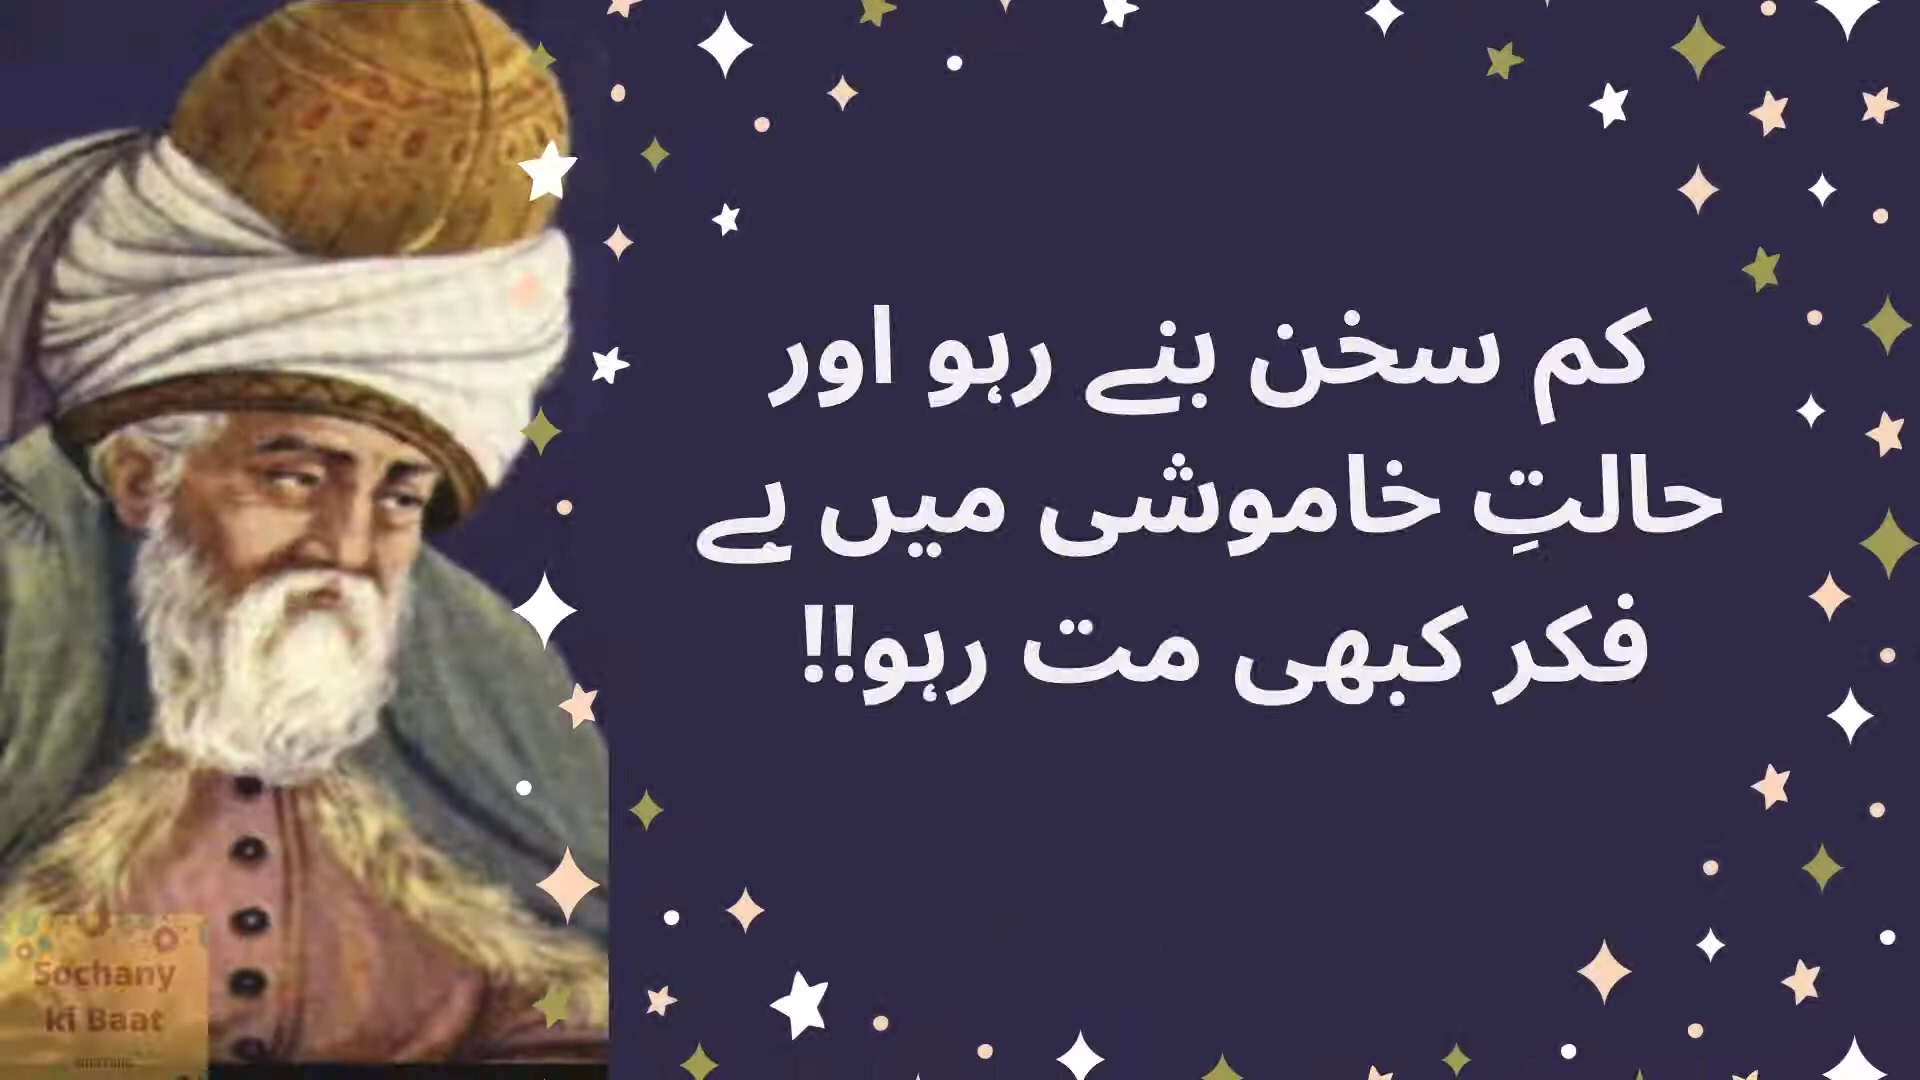 کم سخن بنے رہو اور
حالتِ خاموشی میں بے
فکر کبھی مت رہو!!
Sochany
ki Baat